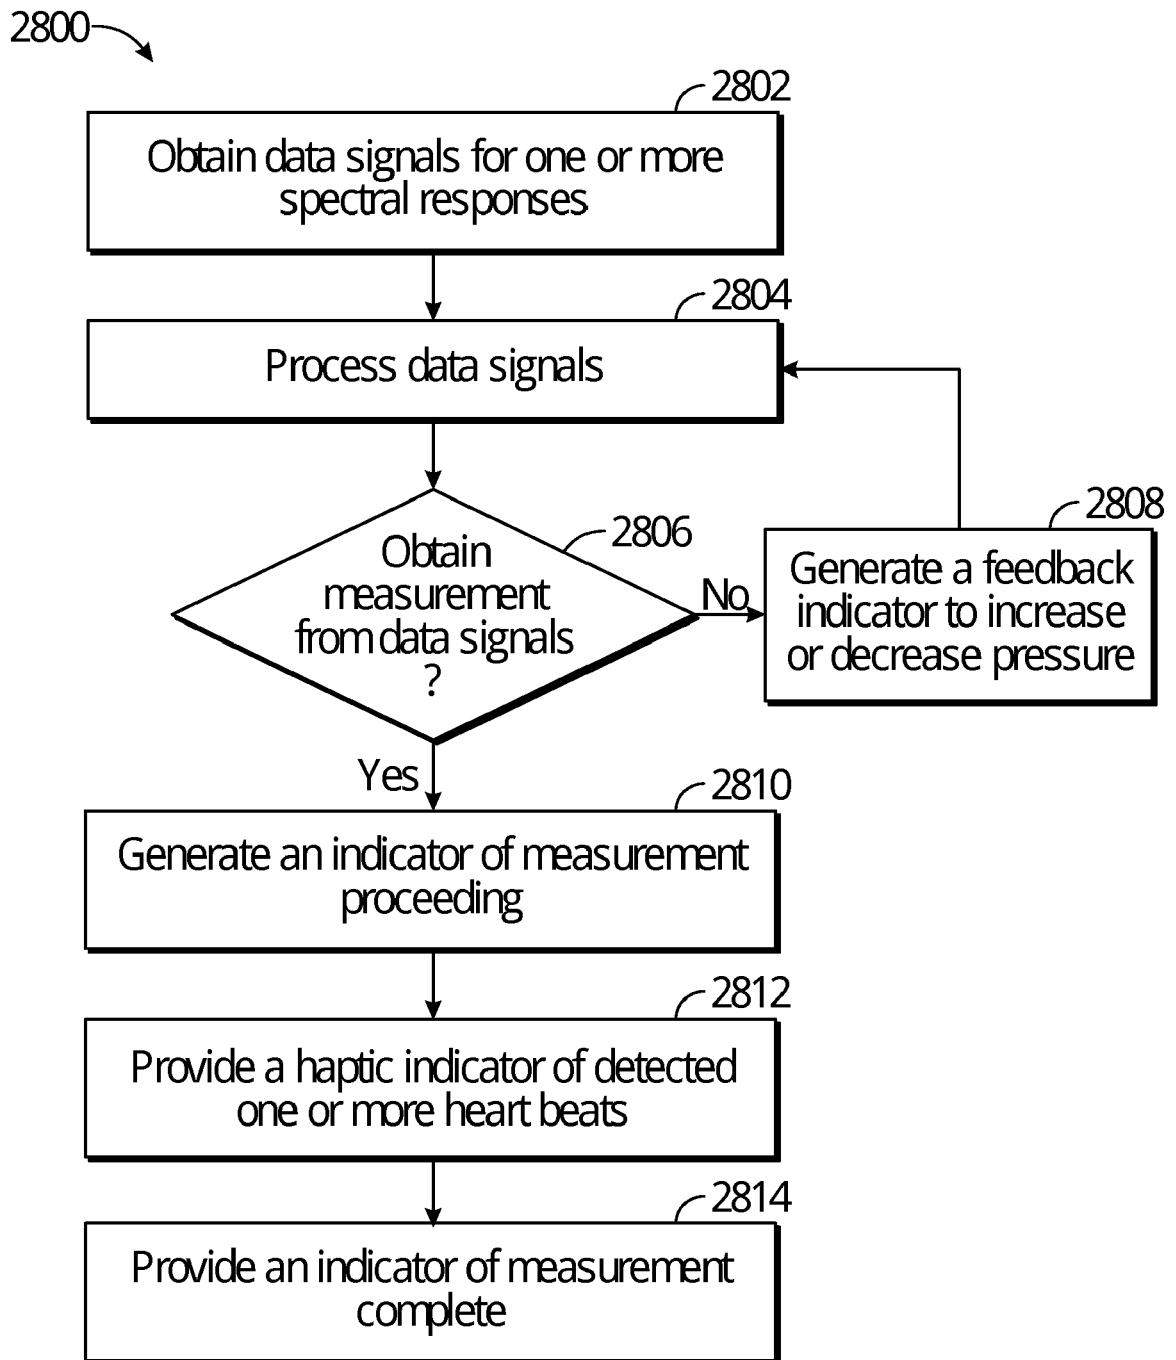 2800
2802
Obtain data signals for one or more
spectral responses
2804
Process data signals
2806
Obtain
measurement
from data signals
?
No
2808
Generate a feedback
indicator to increase
or decrease pressure
Yes
2810
Generate an indicator of measurement
proceeding
2812
Provide a haptic indicator of detected
one or more heart beats
2814
Provide an indicator of measurement
complete